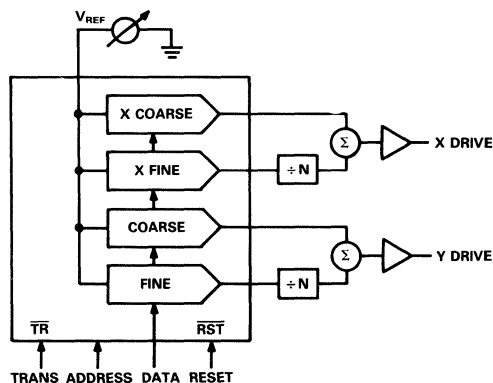 VREF
X COARSE
Σ
X DRIVE
X FINE
÷N
COARSE
Σ
Y DRIVE
FINE
÷N
TR
RST
TRANS ADDRESS DATA RESET